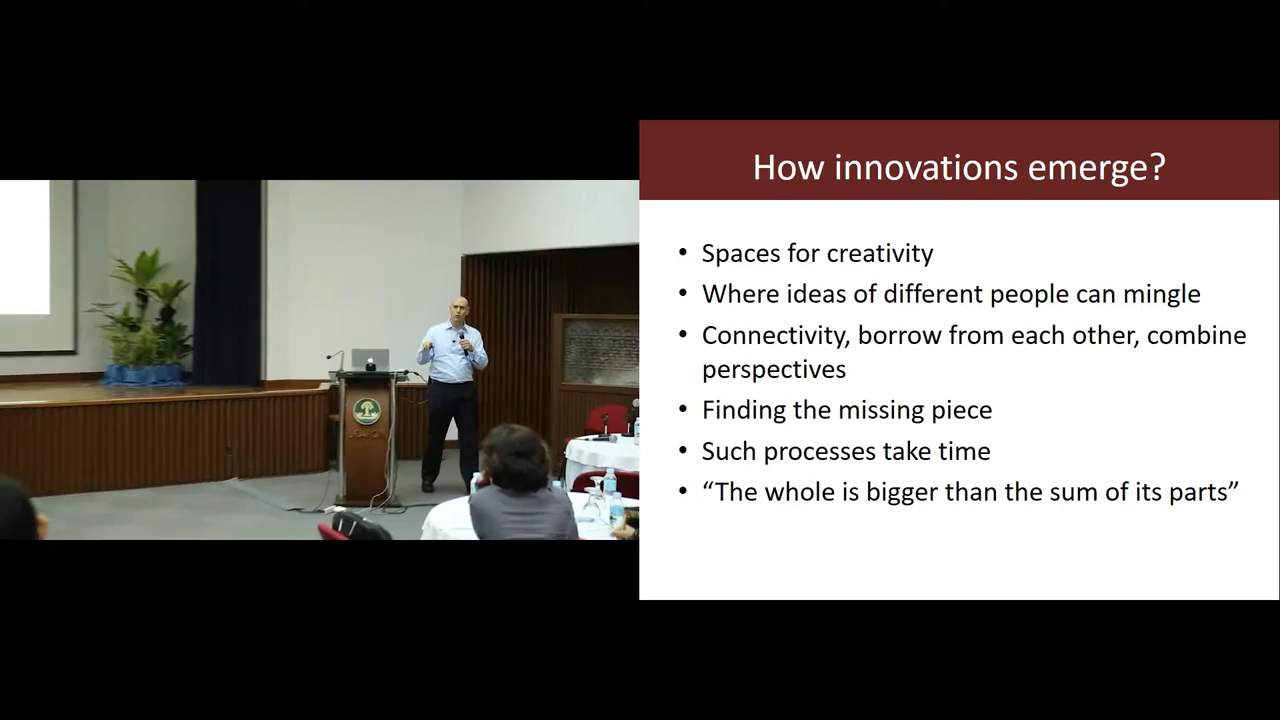 How innovations emerge?
• Spaces for creativity
• Where ideas of different people can mingle
• Connectivity, borrow from each other, combine
perspectives
• Finding the missing piece
• Such processes take time
• “The whole is bigger than the sum of its parts”